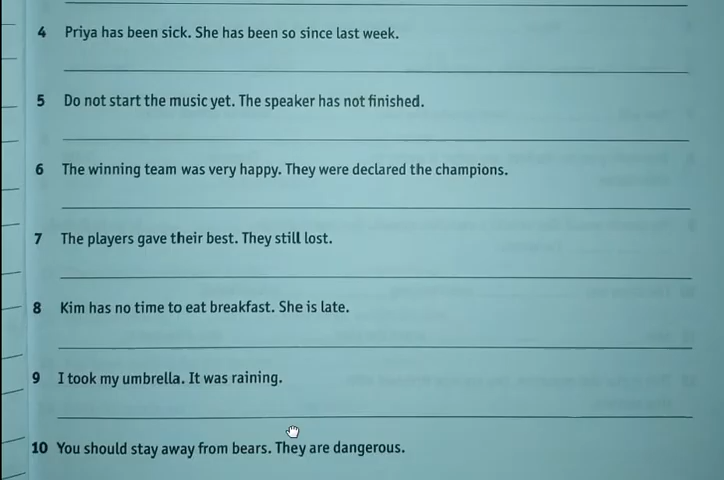 4 Priya has been sick. She has been so since last week.
5 Do not start the music yet. The speaker has not finished.
6 The winning team was very happy. They were declared the champions.
7 The players gave their best. They still lost.
8 Kim has no time to eat breakfast. She is late.
9 I took my umbrella. It was raining.
10 You should stay away from bears. They are dangerous.